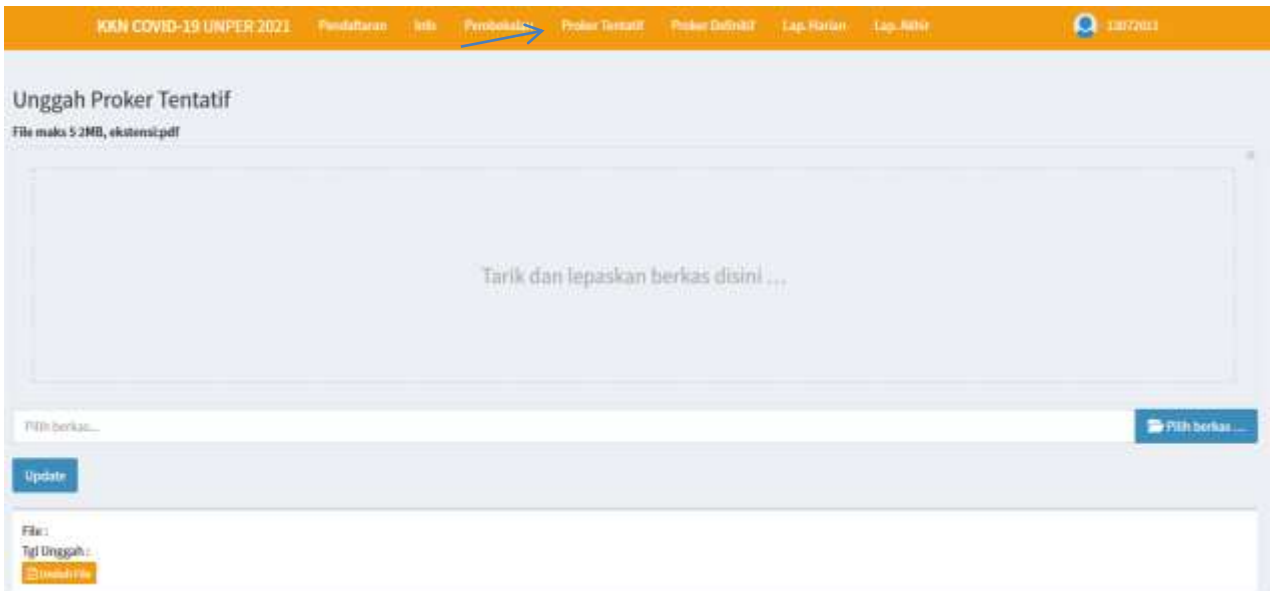 KKN COVID-19 UNPER 2021 Pendaftaran Info Pembekalan Proker Tentatif Proker Definitif Lap. Harian Lap. Akhir
Unggah Proker Tentatif
File maks 5 2MB, ekstensi:pdf
Tarik dan lepaskan berkas disini ...
Pilih berkas... Pilih berkas ...
Update
File :
Tgl Unggah :
Unduh File